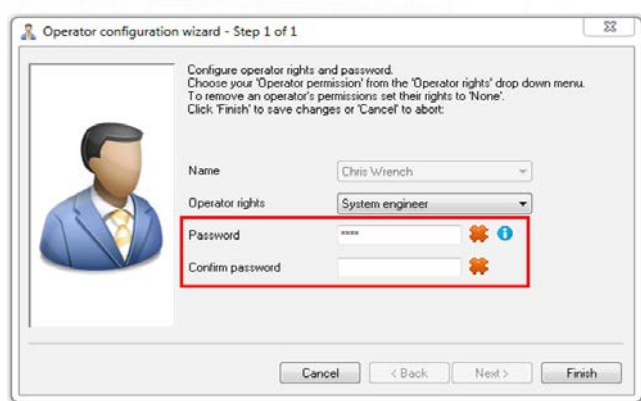 Operator configuration wizard - Step 1 of 1
Configure operator rights and password.
Choose your 'Operator permission' from the 'Operator rights' drop down menu.
To remove an operator's permissions set their rights to 'None'.
Click 'Finish' to save changes or 'Cancel' to abort:
Name Chris Wrench
Operator rights System engineer
Password ****
Confirm password
Cancel < Back Next > Finish